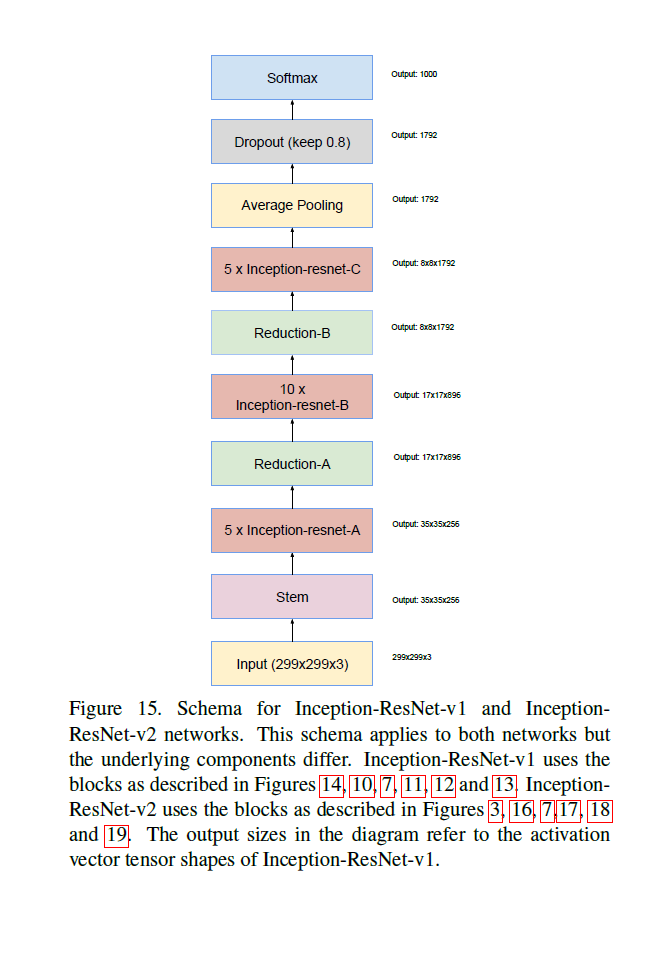 Softmax
Output: 1000
Dropout (keep 0.8)
Output: 1792
Average Pooling
Output: 1792
5 x Inception-resnet-C
Output: 8x8x1792
Reduction-B
Output: 8x8x1792
10 x
Inception-resnet-B
Output: 17x17x896
Reduction-A
Output: 17x17x896
5 x Inception-resnet-A
Output: 35x35x256
Stem
Output: 35x35x256
Input (299x299x3)
299x299x3
Figure 15. Schema for Inception-ResNet-v1 and Inception-
ResNet-v2 networks. This schema applies to both networks but
the underlying components differ. Inception-ResNet-v1 uses the
blocks as described in Figures 14, 10, 7, 11, 12 and 13. Inception-
ResNet-v2 uses the blocks as described in Figures 3, 16, 7,17, 18
and 19. The output sizes in the diagram refer to the activation
vector tensor shapes of Inception-ResNet-v1.